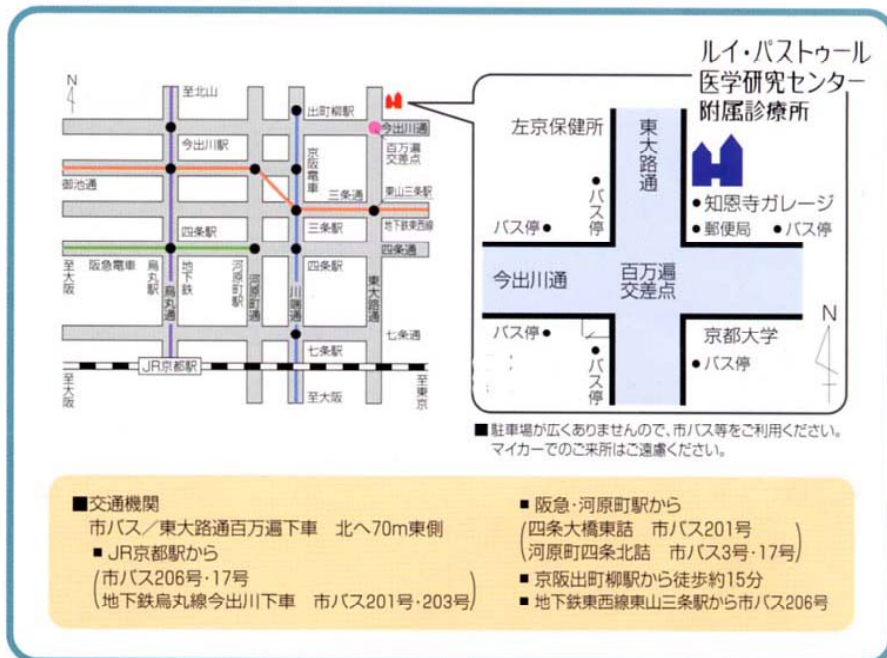 N
至北山
出町柳駅
今出川通
今出川駅
百万遍
交差点
京阪電車
御池通
三条通
東山三条駅
三条駅
地下鉄東西線
四条駅
四条通
至大阪
阪急電車
烏丸駅
烏丸通
地下鉄
河原町駅
河原町通
川端通
四条駅
東大路通
七条通
七条駅
JR京都駅
至大阪
至大阪
至東京
ルイ・パストゥール
医学研究センター
附属診療所
左京保健所
東大路通
バス停
知恩寺ガレージ
バス停
郵便局
バス停
今出川通
百万遍
交差点
N
バス停
京都大学
バス停
バス停
■ 駐車場が広くありませんので、市バス等をご利用ください。
マイカーでのご来所はご遠慮ください。
■交通機関
市バス/東大路通百万遍下車 北へ70m東側
■ JR京都駅から
(市バス206号・17号
地下鉄烏丸線今出川下車 市バス201号・203号)
■ 阪急・河原町駅から
(四条大橋東詰 市バス201号
河原町四条北詰 市バス3号・17号)
■ 京阪出町柳駅から徒歩約15分
■ 地下鉄東西線東山三条駅から市バス206号